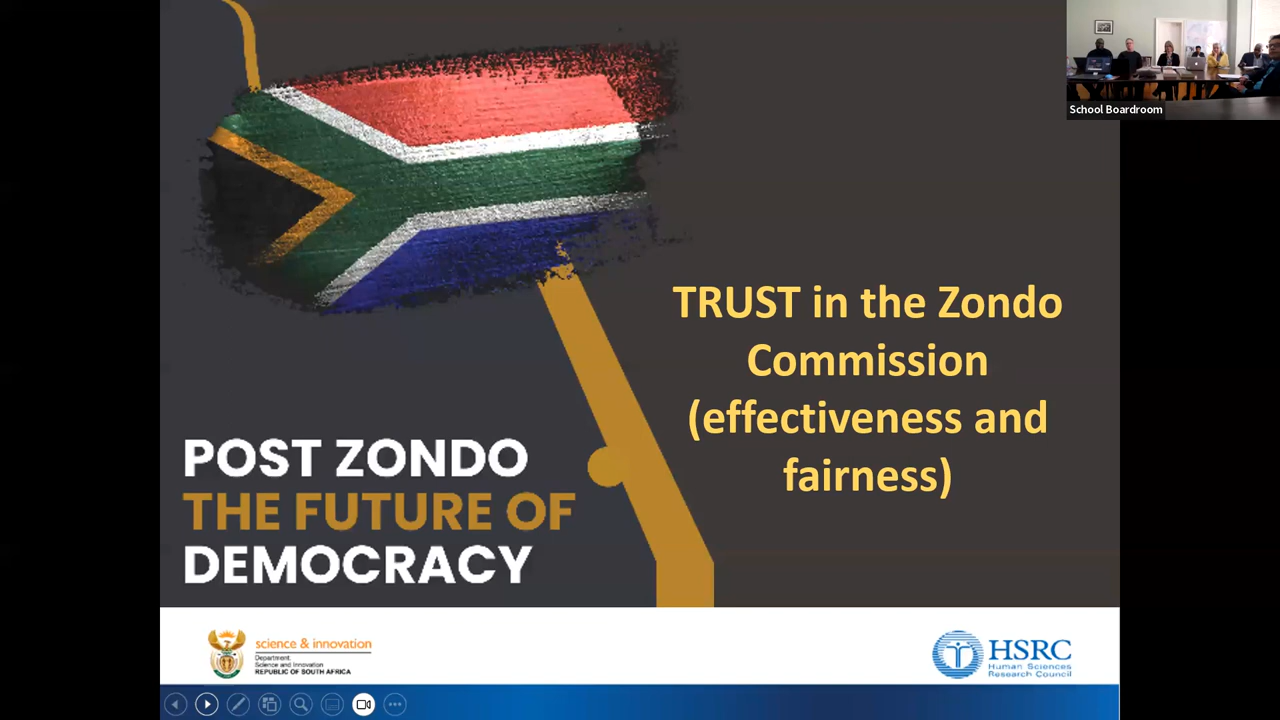 School Boardroom
TRUST in the Zondo
Commission
(effectiveness and
fairness)
POST ZONDO
THE FUTURE OF
DEMOCRACY
science & innovation
Department:
Science and Innovation
REPUBLIC OF SOUTH AFRICA
HSRC
Human Sciences
Research Council